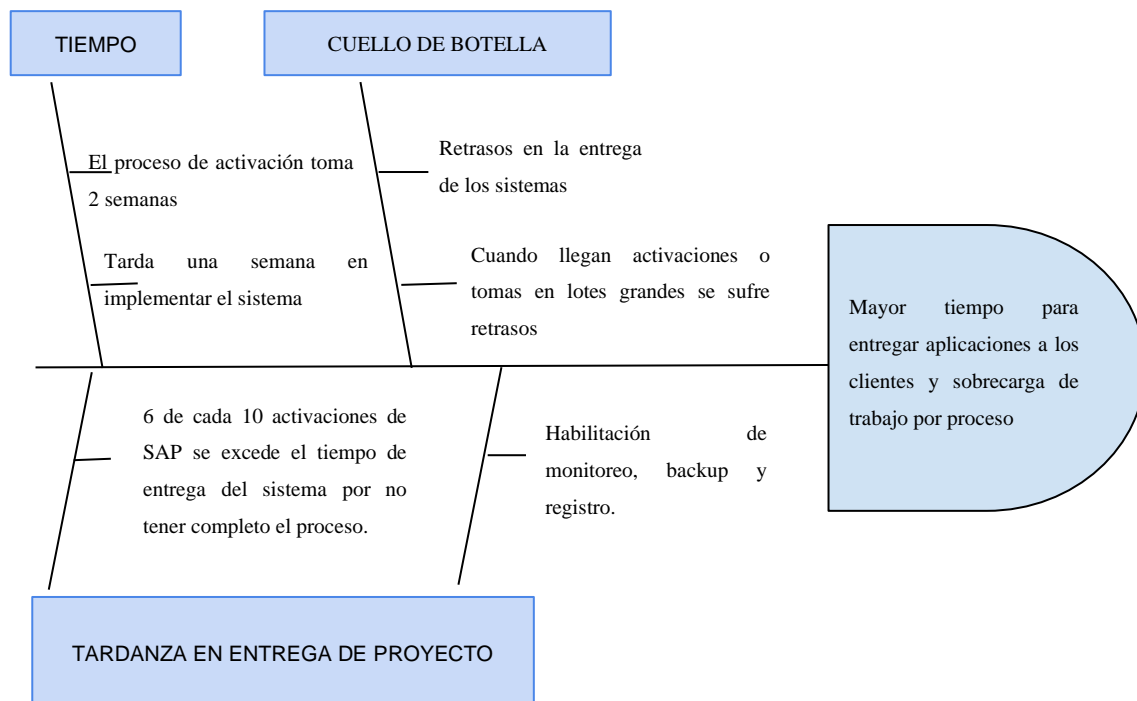 TIEMPO
CUELLO DE BOTELLA
El proceso de activación toma
2 semanas
Tarda una semana en
implementar el sistema
Retrasos en la entrega
de los sistemas
Cuando llegan activaciones o
tomas en lotes grandes se sufre
retrasos
Mayor tiempo para
entregar aplicaciones a los
clientes y sobrecarga de
trabajo por proceso
6 de cada 10 activaciones de
SAP se excede el tiempo de
entrega del sistema por no
tener completo el proceso.
Habilitación de
monitoreo, backup y
registro.
TARDANZA EN ENTREGA DE PROYECTO